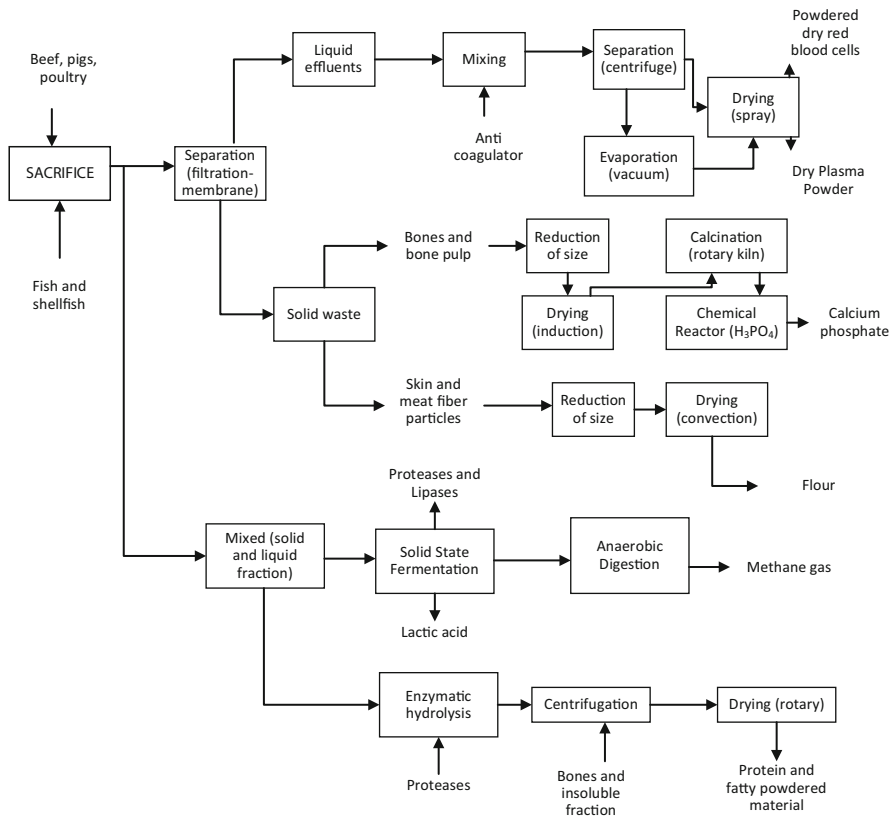 Beef, pigs,
poultry
SACRIFICE
Fish and
shellfish
Separation
(filtration-
membrane)
Liquid
effluents
Mixing
Anti
coagulator
Separation
(centrifuge)
Evaporation
(vacuum)
Drying
(spray)
Powdered
dry red
blood cells
Dry Plasma
Powder
Solid waste
Bones and
bone pulp
Reduction
of size
Drying
(induction)
Calcination
(rotary kiln)
Chemical
Reactor (H₃PO₄)
Calcium
phosphate
Skin and
meat fiber
particles
Reduction
of size
Drying
(convection)
Flour
Mixed (solid
and liquid
fraction)
Proteases and
Lipases
Solid State
Fermentation
Lactic acid
Anaerobic
Digestion
Methane gas
Enzymatic
hydrolysis
Proteases
Centrifugation
Bones and
insoluble
fraction
Drying (rotary)
Protein and
fatty powdered
material